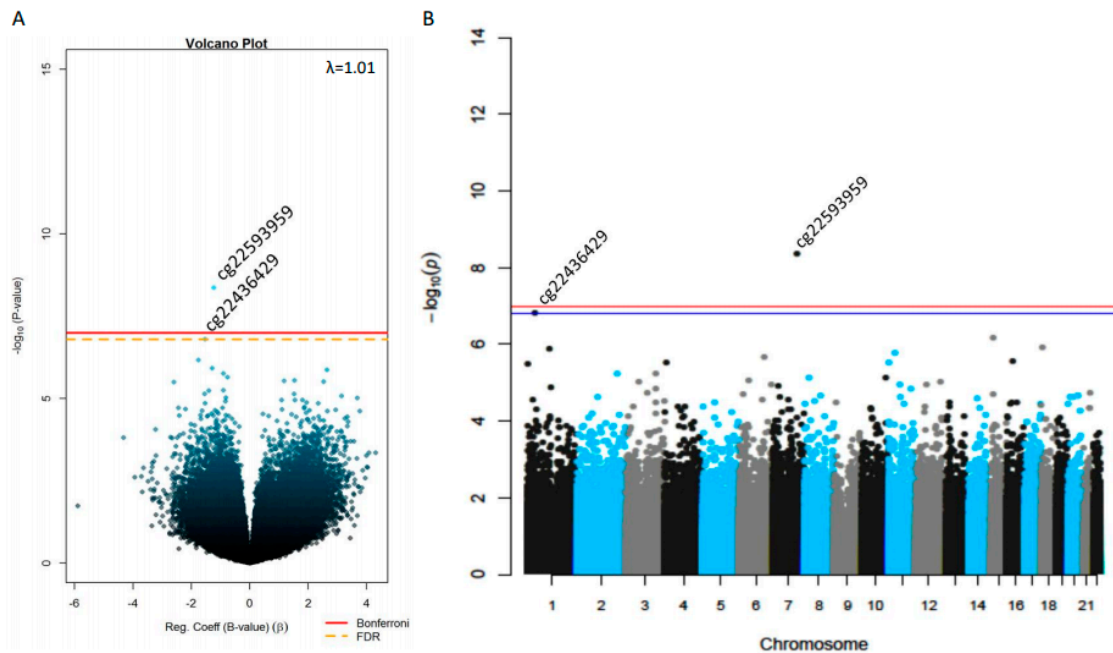 A
Volcano Plot
λ=1.01
15
10
5
0
-log₁₀ (P-value)
cg22593959
cg22436429
-6
-4
-2
0
2
4
Reg. Coeff (B-value) (β)
Bonferroni
FDR
B
14
12
10
8
6
4
2
0
−log₁₀(p)
cg22436429
cg22593959
1
2
3
4
5
6
7
8
9
10
12
14
16
18
21
Chromosome